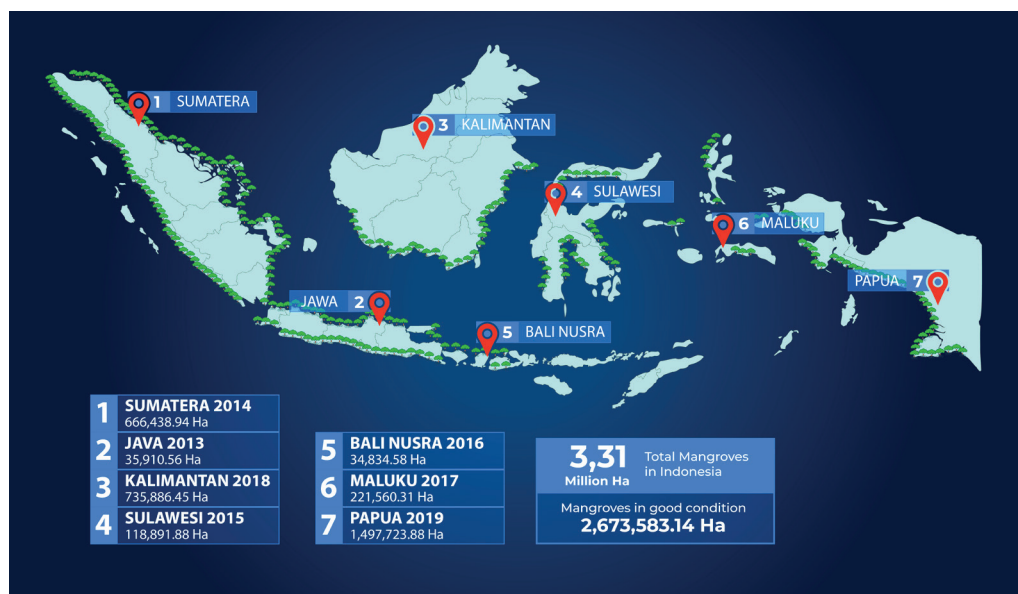 1 SUMATERA
3 KALIMANTAN
4 SULAWESI
6 MALUKU
PAPUA 7
JAWA 2
5 BALI NUSRA
1 SUMATERA 2014
666,438.94 Ha
2 JAVA 2013
35,910.56 Ha
3 KALIMANTAN 2018
735,886.45 Ha
4 SULAWESI 2015
118,891.88 Ha
5 BALI NUSRA 2016
34,834.58 Ha
6 MALUKU 2017
221,560.31 Ha
7 PAPUA 2019
1,497,723.88 Ha
3,31
Million Ha
Total Mangroves
in Indonesia
Mangroves in good condition
2,673,583.14 Ha